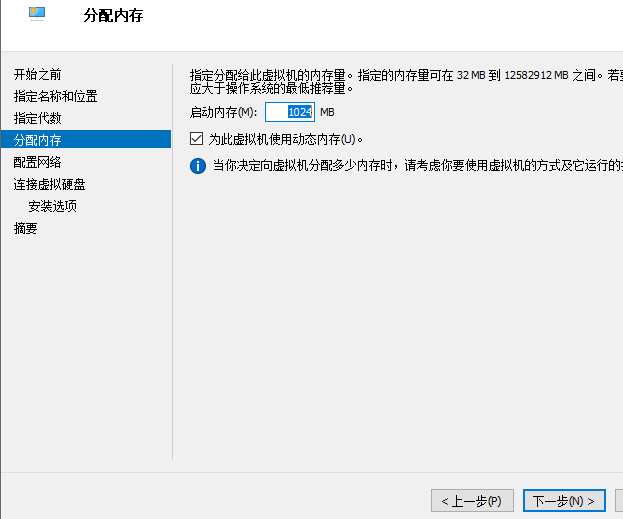 分配内存
开始之前
指定名称和位置
指定代数
分配内存
配置网络
连接虚拟硬盘
安装选项
摘要
指定分配给此虚拟机的内存量。指定的内存量可在 32 MB 到 12582912 MB 之间。若要
应大于操作系统的最低推荐量。
启动内存(M): 1024 MB
为此虚拟机使用动态内存(U)。
当你决定向虚拟机分配多少内存时，请考虑你要使用虚拟机的方式及它运行的
< 上一步(P)
下一步(N) >